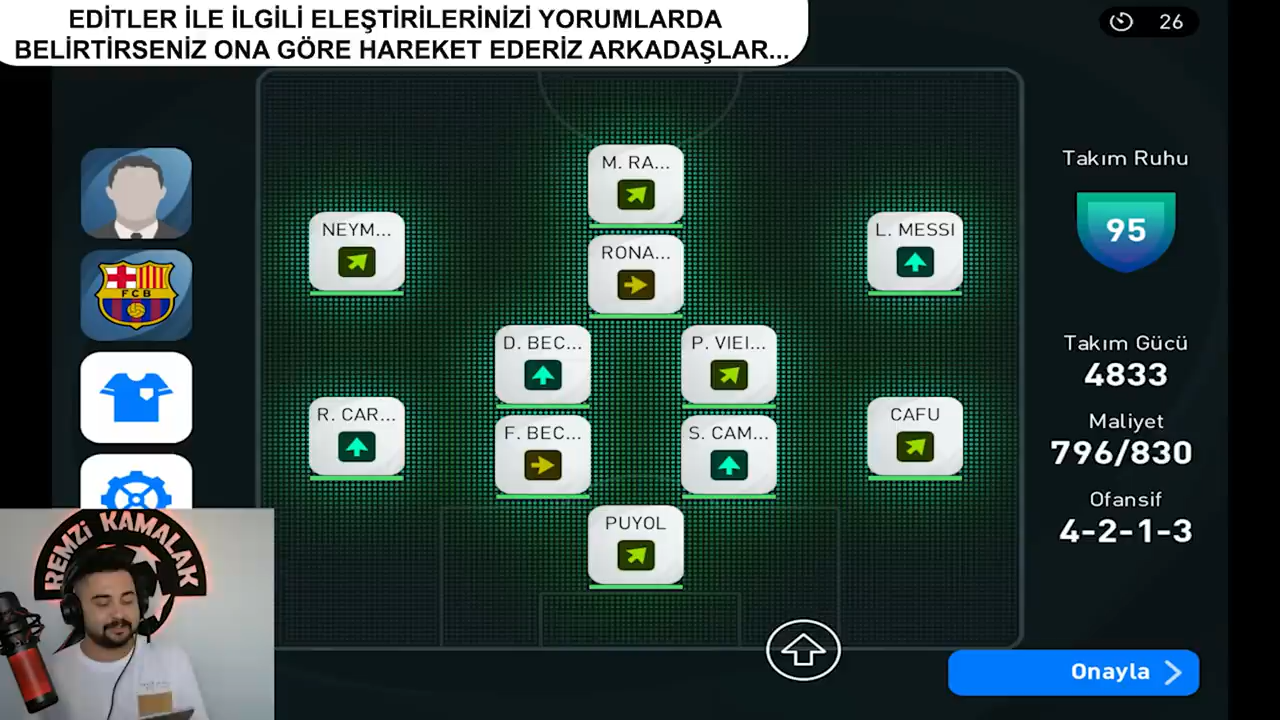 EDİTLER İLE İLGİLİ ELEŞTİRİLERİNİZİ YORUMLARDA
BELİRTİRSENİZ ONA GÖRE HAREKET EDERİZ ARKADAŞLAR...
26
Takım Ruhu
95
Takım Gücü
4833
Maliyet
796/830
Ofansif
4-2-1-3
M. RA...
NEYM...
L. MESSI
RONA...
D. BEC...
P. VIEI...
R. CAR...
CAFU
F. BEC...
S. CAM...
PUYOL
FCB
REMZİ KAMALAK
Onayla